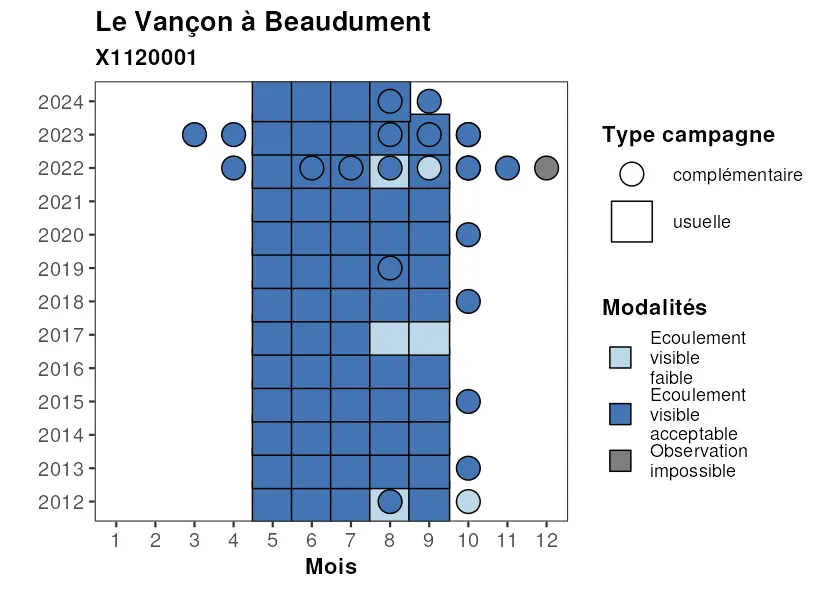 Le Vançon à Beaudument
X1120001
2024
2023
2022
2021
2020
2019
2018
2017
2016
2015
2014
2013
2012
1 2 3 4 5 6 7 8 9 10 11 12
Mois
Type campagne
complémentaire
usuelle
Modalités
Ecoulement
visible
faible
Ecoulement
visible
acceptable
Observation
impossible